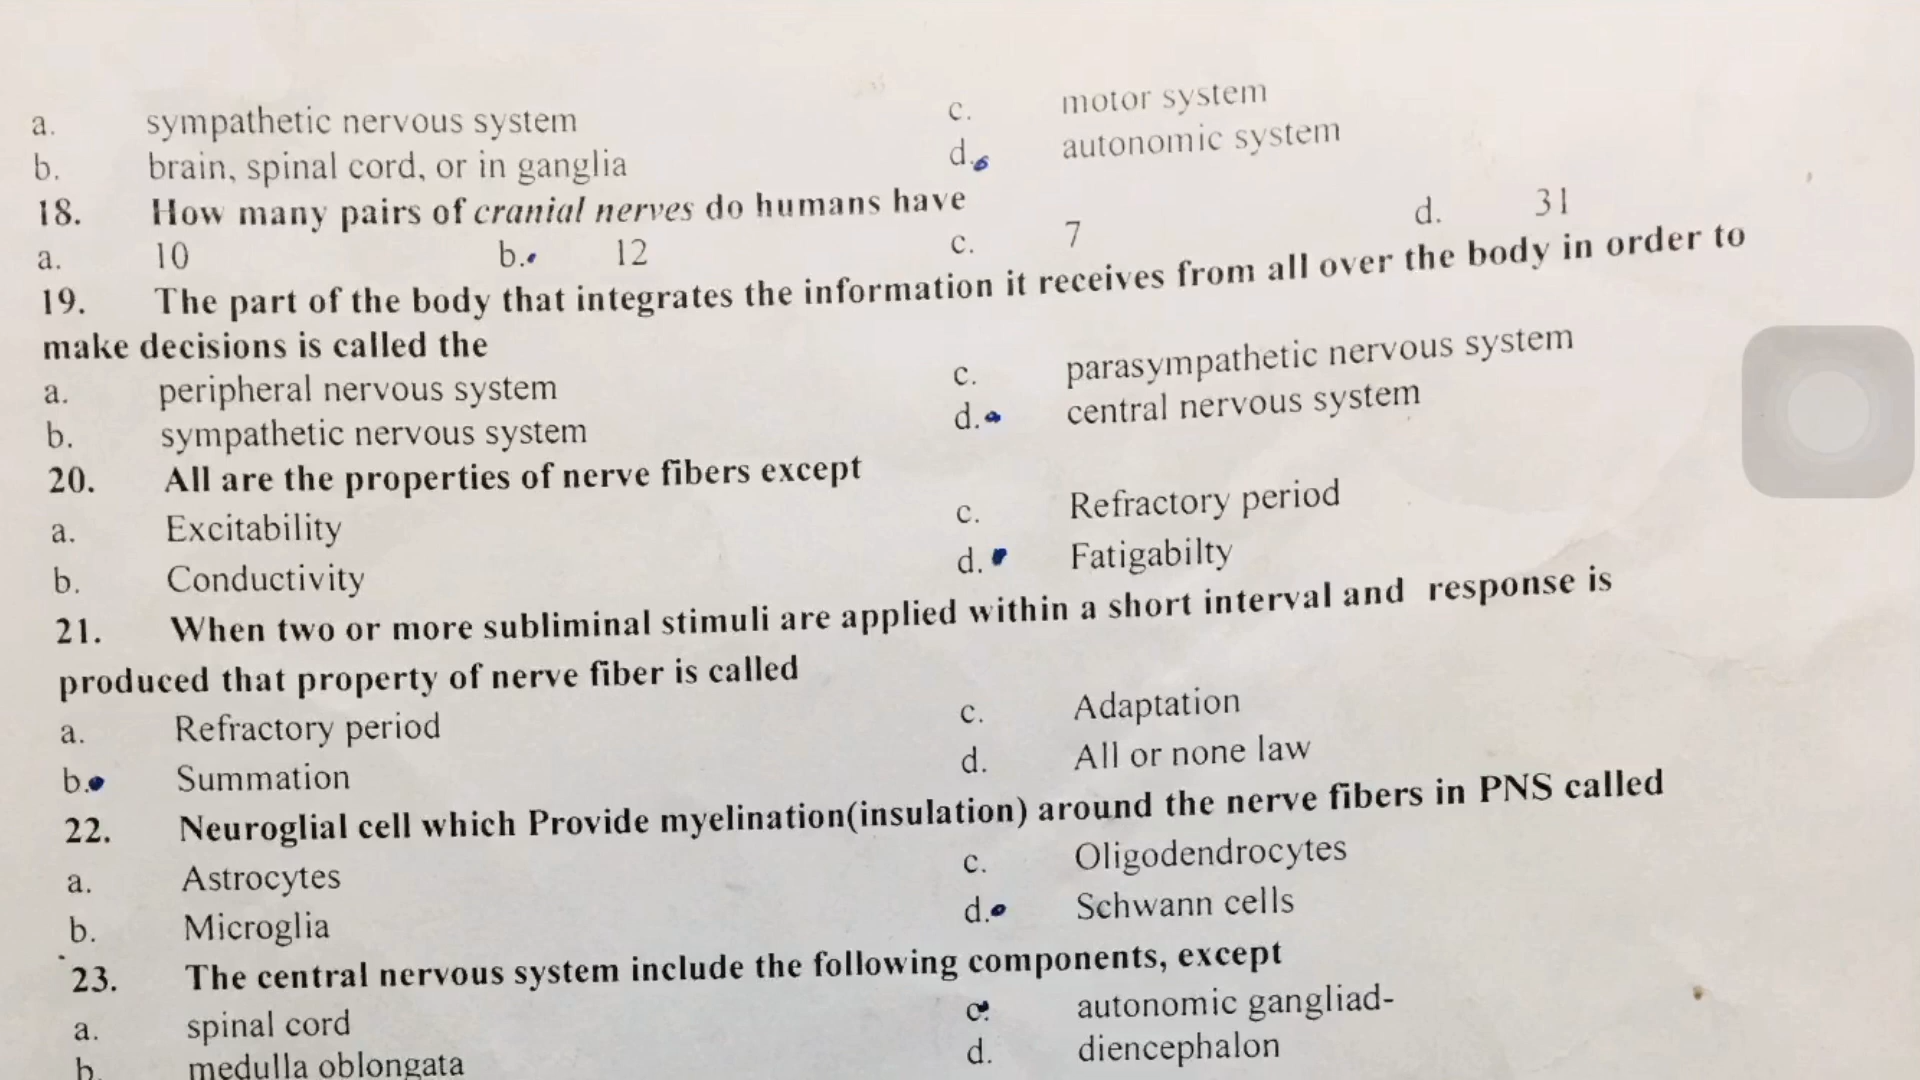 a. sympathetic nervous system c. motor system
b. brain, spinal cord, or in ganglia d. autonomic system
18. How many pairs of cranial nerves do humans have
a. 10 b. 12 c. 7 d. 31
19. The part of the body that integrates the information it receives from all over the body in order to
make decisions is called the
a. peripheral nervous system c. parasympathetic nervous system
b. sympathetic nervous system d. central nervous system
20. All are the properties of nerve fibers except
a. Excitability c. Refractory period
b. Conductivity d. Fatigabilty
21. When two or more subliminal stimuli are applied within a short interval and response is
produced that property of nerve fiber is called
a. Refractory period c. Adaptation
b. Summation d. All or none law
22. Neuroglial cell which Provide myelination(insulation) around the nerve fibers in PNS called
a. Astrocytes c. Oligodendrocytes
b. Microglia d. Schwann cells
23. The central nervous system include the following components, except
a. spinal cord c. autonomic gangliad-
b. medulla oblongata d. diencephalon